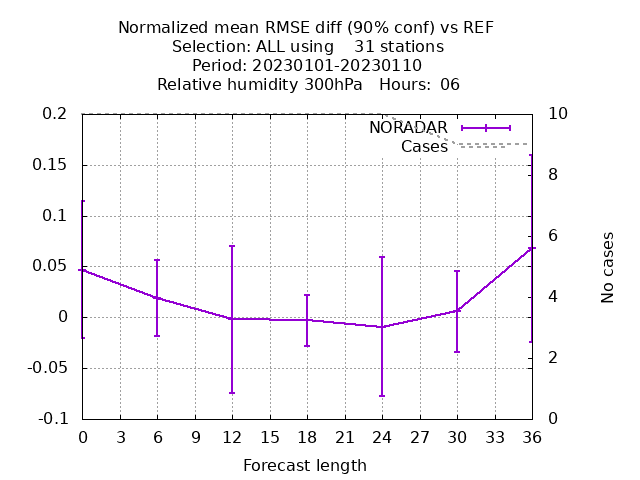 Normalized mean RMSE diff (90% conf) vs REF
Selection: ALL using    31 stations
Period: 20230101-20230110
Relative humidity 300hPa   Hours:  06
NORADAR
Cases
0.2
0.15
0.1
0.05
0
-0.05
-0.1
10
8
6
4
2
0
No cases
0 3 6 9 12 15 18 21 24 27 30 33 36
Forecast length